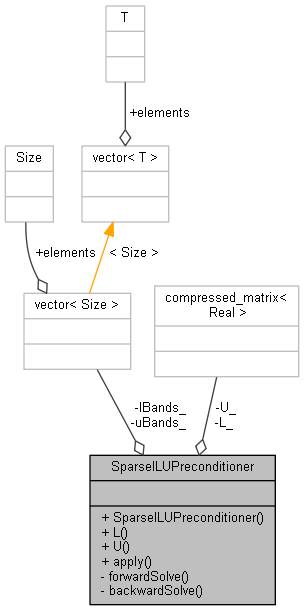 T
+elements
Size
vector< T >
+elements
< Size >
vector< Size >
compressed_matrix<
Real >
-lBands_
-uBands_
-U_
-L_
SparseILUPreconditioner
+ SparseILUPreconditioner()
+ L()
+ U()
+ apply()
- forwardSolve()
- backwardSolve()